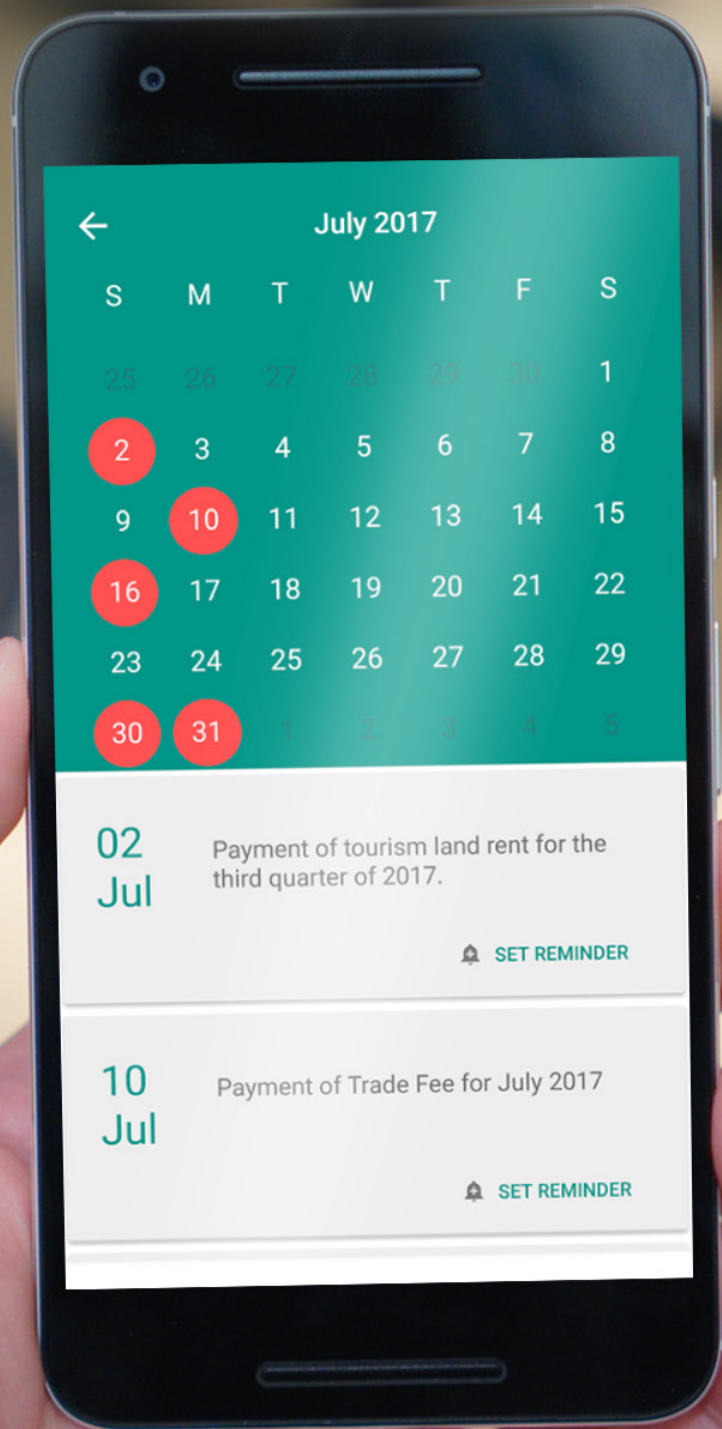 July 2017
S M T W T F S
25 26 27 28 29 30 1
2 3 4 5 6 7 8
9 10 11 12 13 14 15
16 17 18 19 20 21 22
23 24 25 26 27 28 29
30 31 1 2 3 4 5
02
Jul
Payment of tourism land rent for the
third quarter of 2017.
SET REMINDER
10
Jul
Payment of Trade Fee for July 2017
SET REMINDER